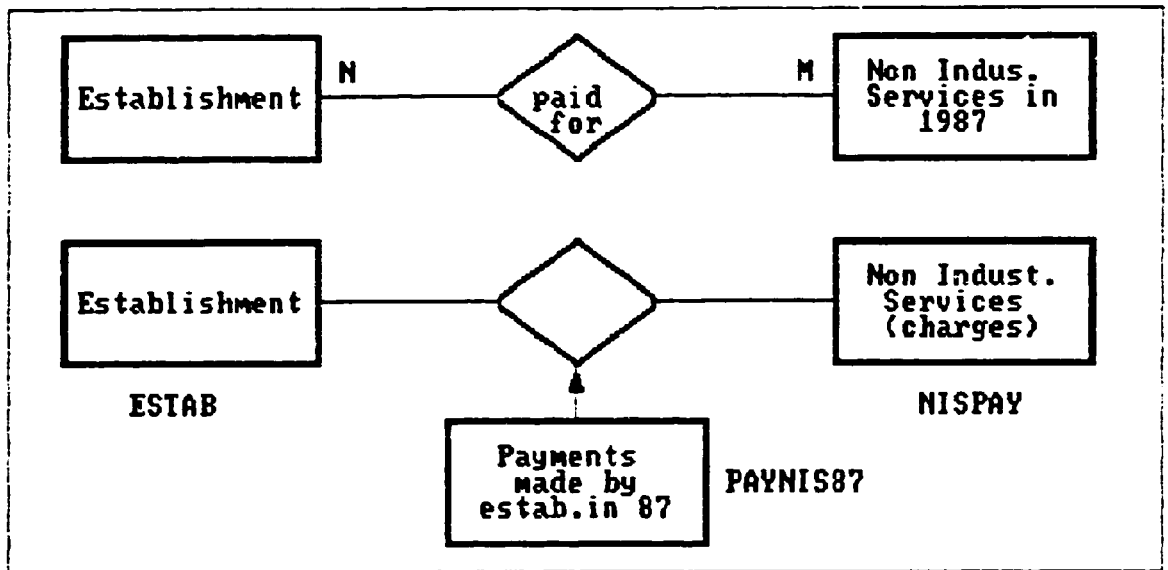 Establishment
N
paid
for
M
Non Indus.
Services in
1987
Establishment
Non Indust.
Services
(charges)
ESTAB
NISPAY
Payments
made by
estab.in 87
PAYNIS87